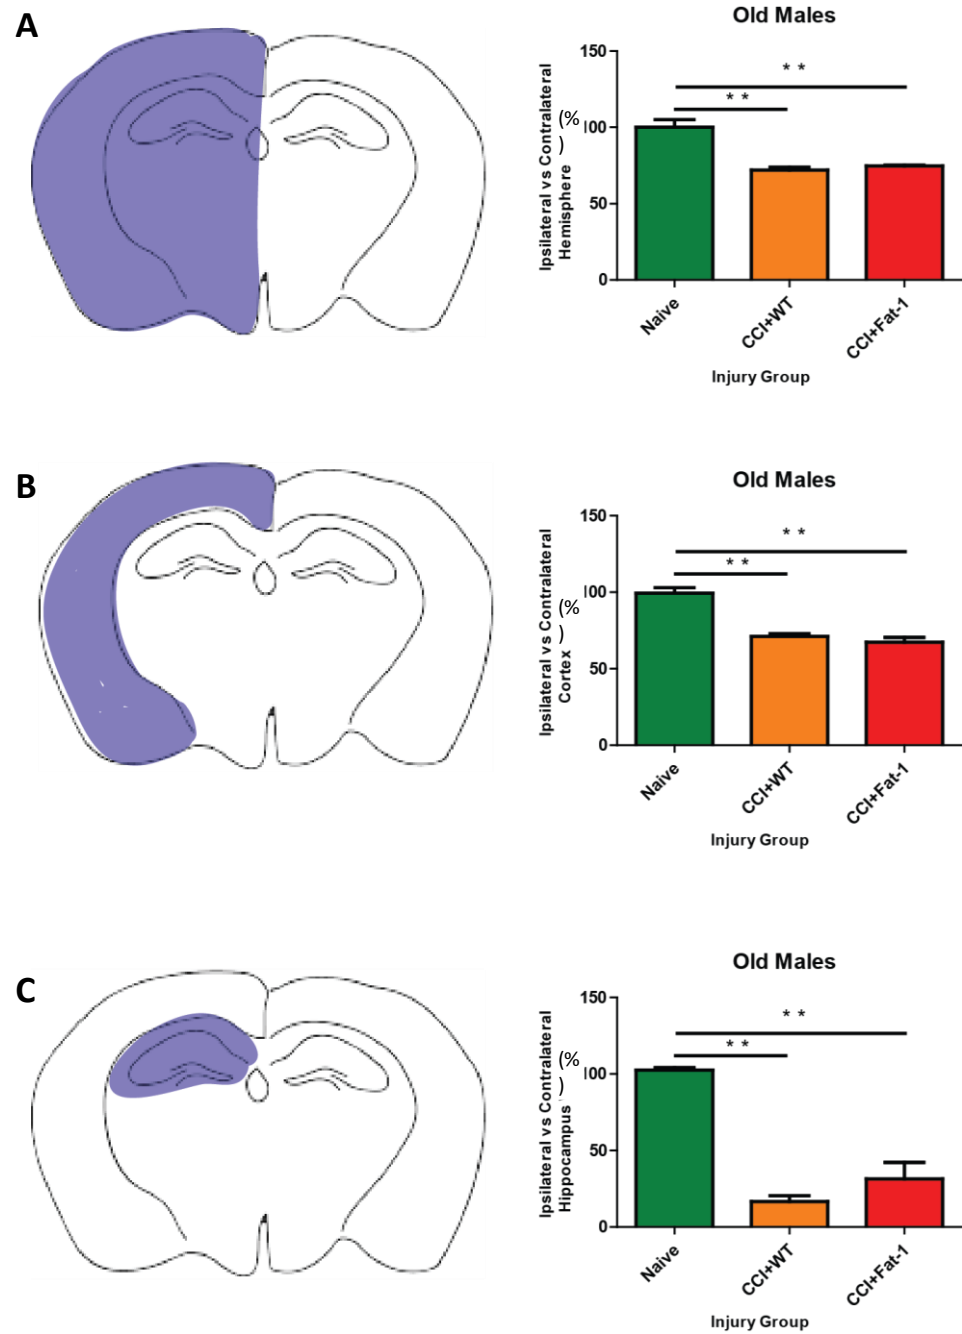 A
Old Males
Ipsilateral vs Contralateral
Hemisphere
(%
)
150
100
50
0
* *
* *
Naive
CCI+WT
CCI+Fat-1
Injury Group
B
Old Males
Ipsilateral vs Contralateral
Cortex
(%
)
150
100
50
0
* *
* *
Naive
CCI+WT
CCI+Fat-1
Injury Group
C
Old Males
Ipsilateral vs Contralateral
Hippocampus
(%
)
150
100
50
0
* *
* *
Naive
CCI+WT
CCI+Fat-1
Injury Group